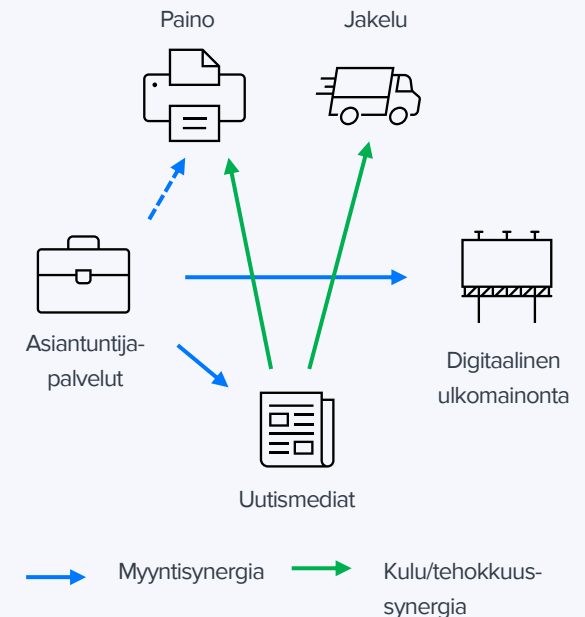 Paino
Jakelu
Asiantuntija-
palvelut
Digitaalinen
ulkomainonta
Uutismediat
Myyntisynergia
Kulu/tehokkuus-
synergia